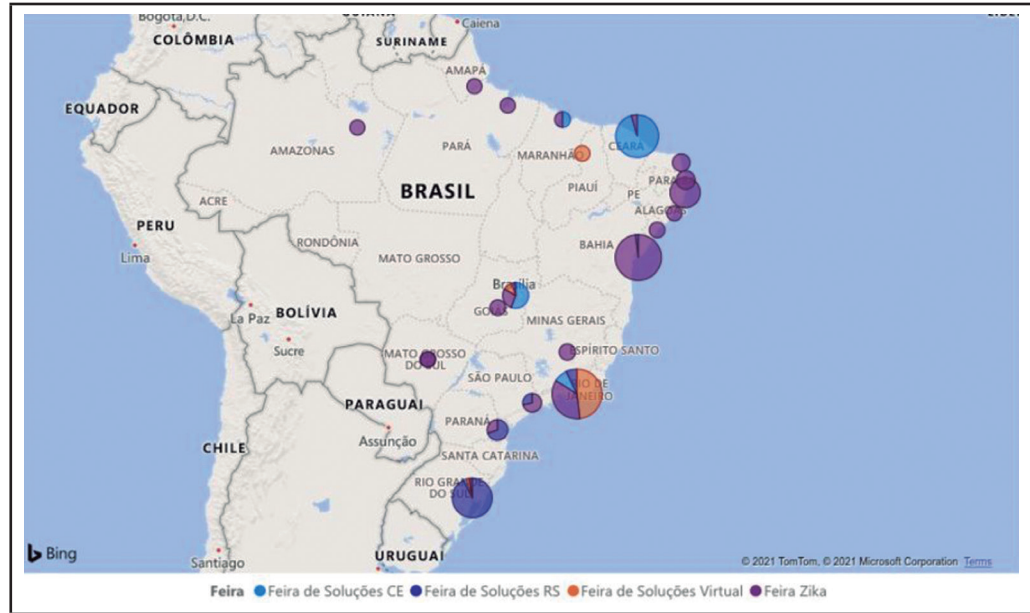 Bogotá,D.C.
Caiena
COLÔMBIA
SURINAME
AMAPÁ
EQUADOR
AMAZONAS
PARÁ
MARANHÃO
CEARÁ
BRASIL
PIAUÍ
PE
ACRE
ALAGOAS
PERU
Lima
RONDÔNIA
MATO GROSSO
BAHIA
BOLÍVIA
La Paz
Sucre
GOIÁS
MINAS GERAIS
MATO GROSSO
DO SUL
ESPÍRITO SANTO
SÃO PAULO
RIO DE
JANEIRO
PARAGUAI
Assunção
PARANÁ
CHILE
SANTA CATARINA
RIO GRANDE
DO SUL
Santiago
URUGUAI
Bing
© 2021 TomTom, © 2021 Microsoft Corporation Terms
Feira Feira de Soluções CE Feira de Soluções RS Feira de Soluções Virtual Feira Zika